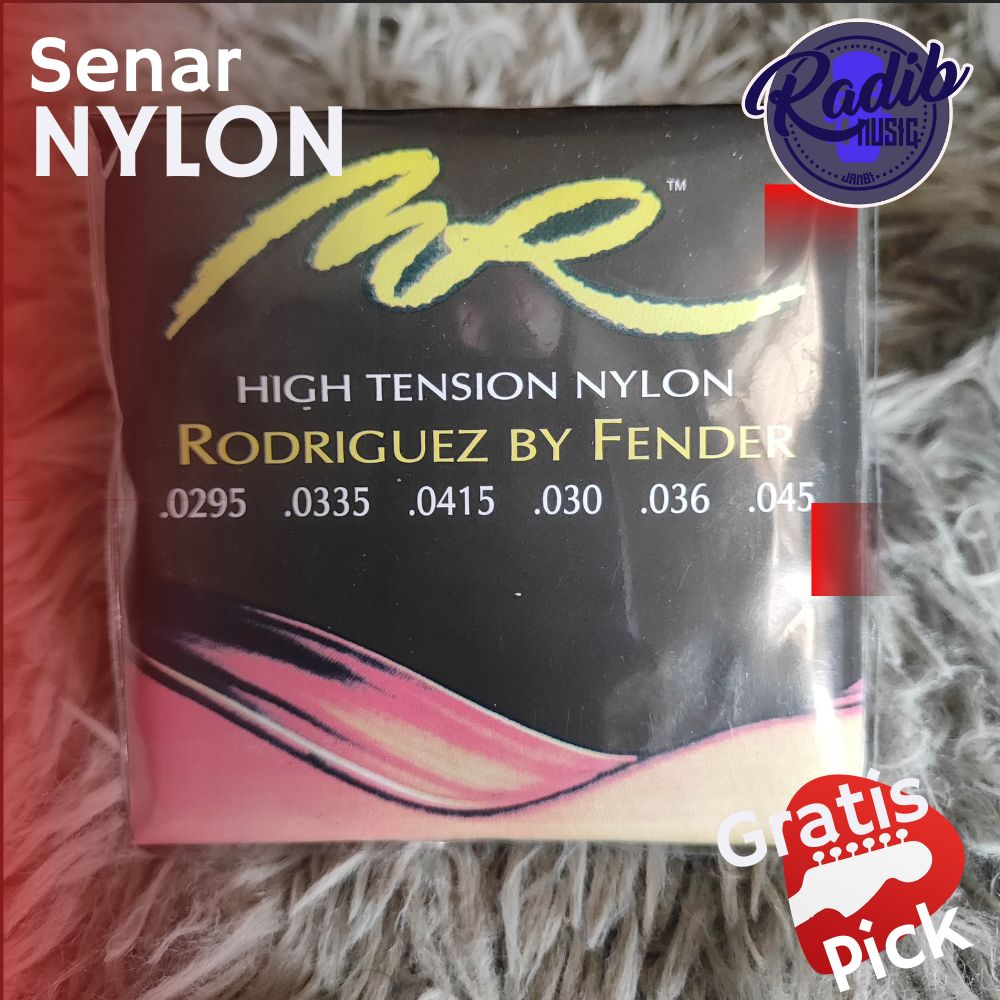 Senar
NYLON
Radib
MUSIC
JAMBI
MR
TM
HIGH TENSION NYLON
RODRIGUEZ BY FENDER
.0295 .0335 .0415 .030 .036 .045
Gratis
Pick